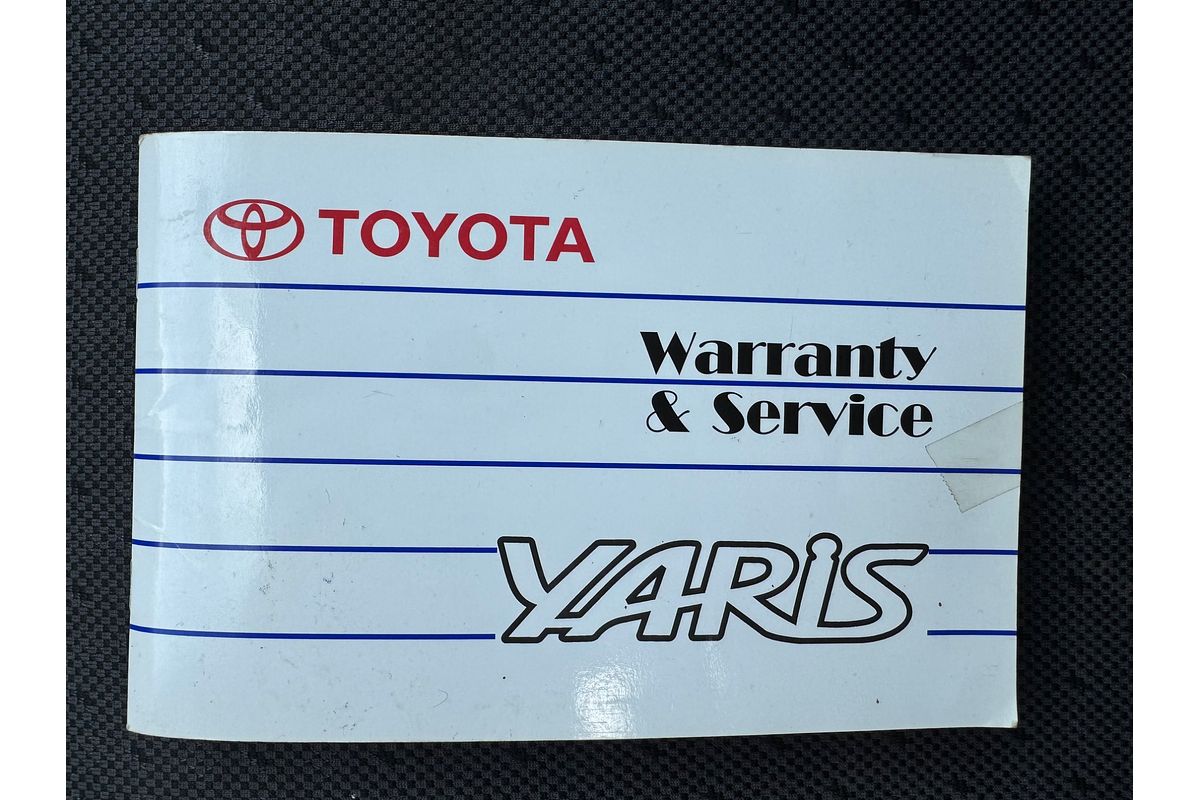 TOYOTA
Warranty
& Service
YARiS